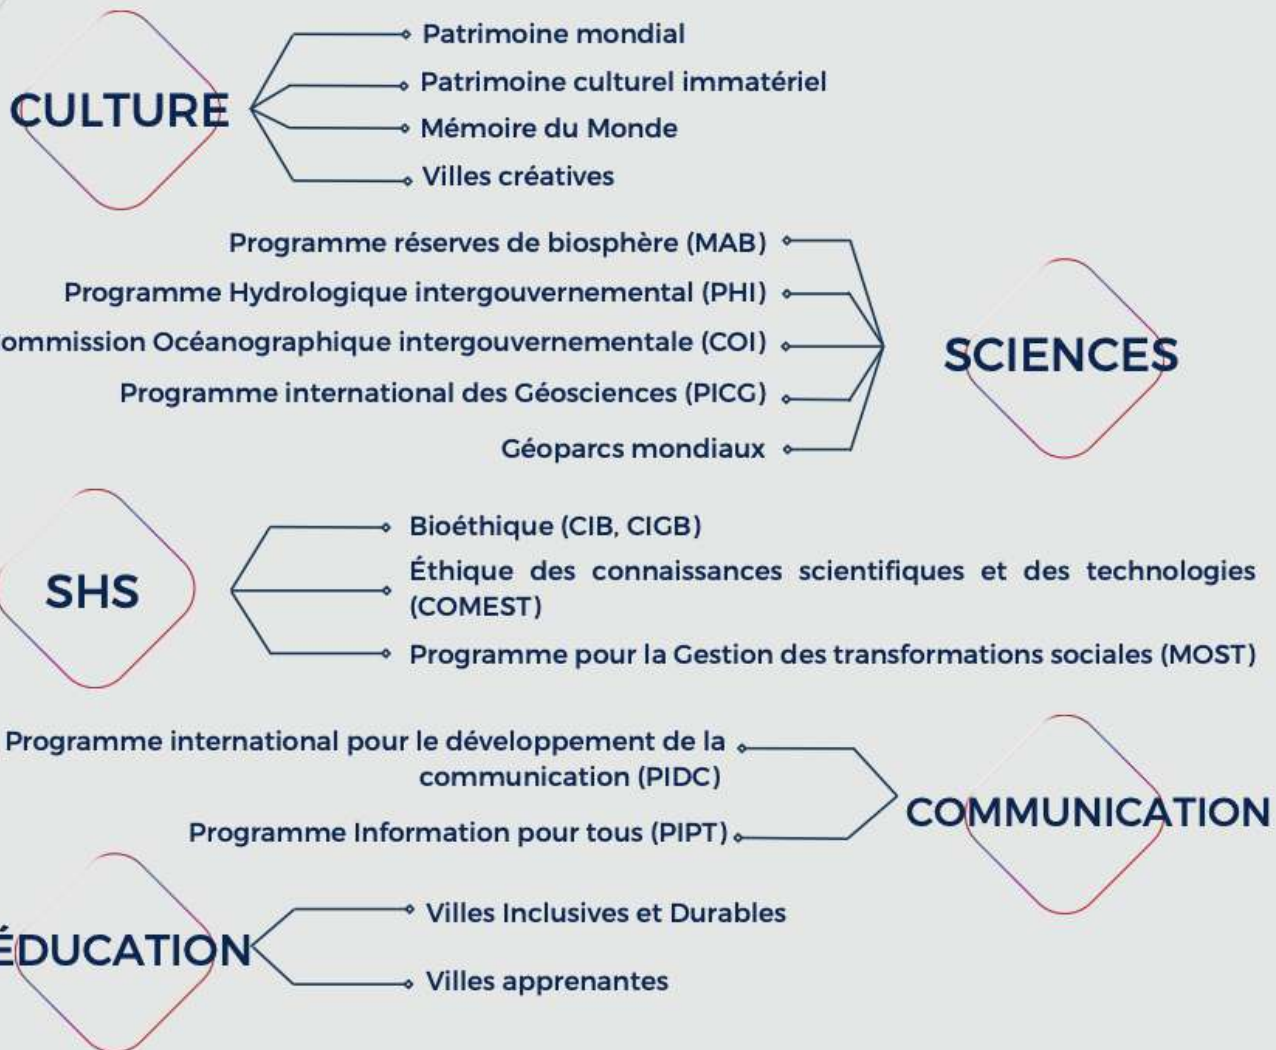 CULTURE
Patrimoine mondial
Patrimoine culturel immatériel
Mémoire du Monde
Villes créatives
Programme réserves de biosphère (MAB)
Programme Hydrologique intergouvernemental (PHI)
ommission Océanographique intergouvernementale (COI)
Programme international des Géosciences (PICG)
Géoparcs mondiaux
SCIENCES
SHS
Bioéthique (CIB, CIGB)
Éthique des connaissances scientifiques et des technologies
(COMEST)
Programme pour la Gestion des transformations sociales (MOST)
Programme international pour le développement de la
communication (PIDC)
Programme Information pour tous (PIPT)
COMMUNICATION
ÉDUCATION
Villes Inclusives et Durables
Villes apprenantes